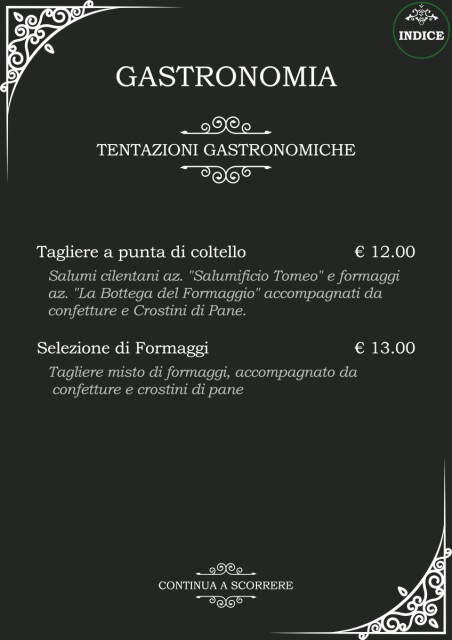 INDICE
GASTRONOMIA
TENTAZIONI GASTRONOMICHE
Tagliere a punta di coltello € 12.00
Salumi cilentani az. "Salumificio Tomeo" e formaggi
az. "La Bottega del Formaggio" accompagnati da
confetture e Crostini di Pane.
Selezione di Formaggi € 13.00
Tagliere misto di formaggi, accompagnato da
confetture e crostini di pane
CONTINUA A SCORRERE